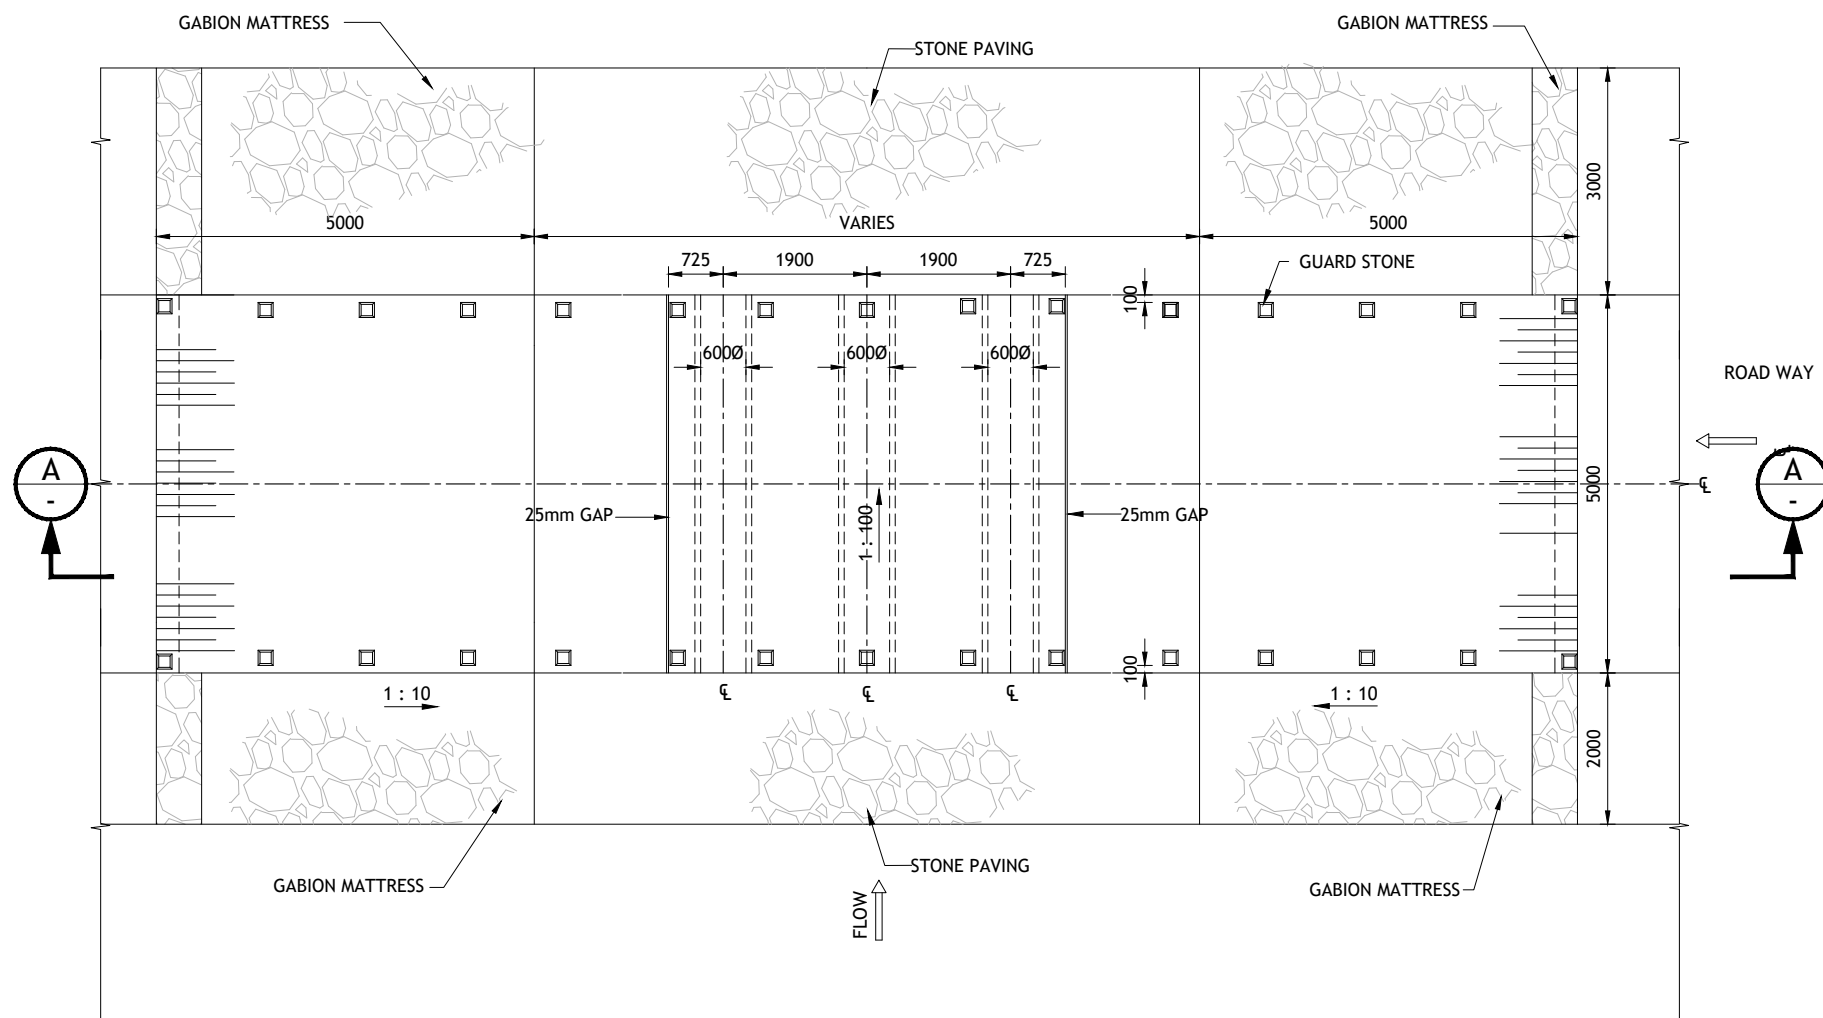 GABION MATTRESS
GABION MATTRESS
STONE PAVING
3000
5000
VARIES
5000
725
1900
1900
725
GUARD STONE
100
600Ø
600Ø
600Ø
ROAD WAY
A
-
A
-
5000
℄
25mm GAP
1 : 100
25mm GAP
100
1 : 10
℄
℄
℄
1 : 10
2000
STONE PAVING
GABION MATTRESS
GABION MATTRESS
FLOW